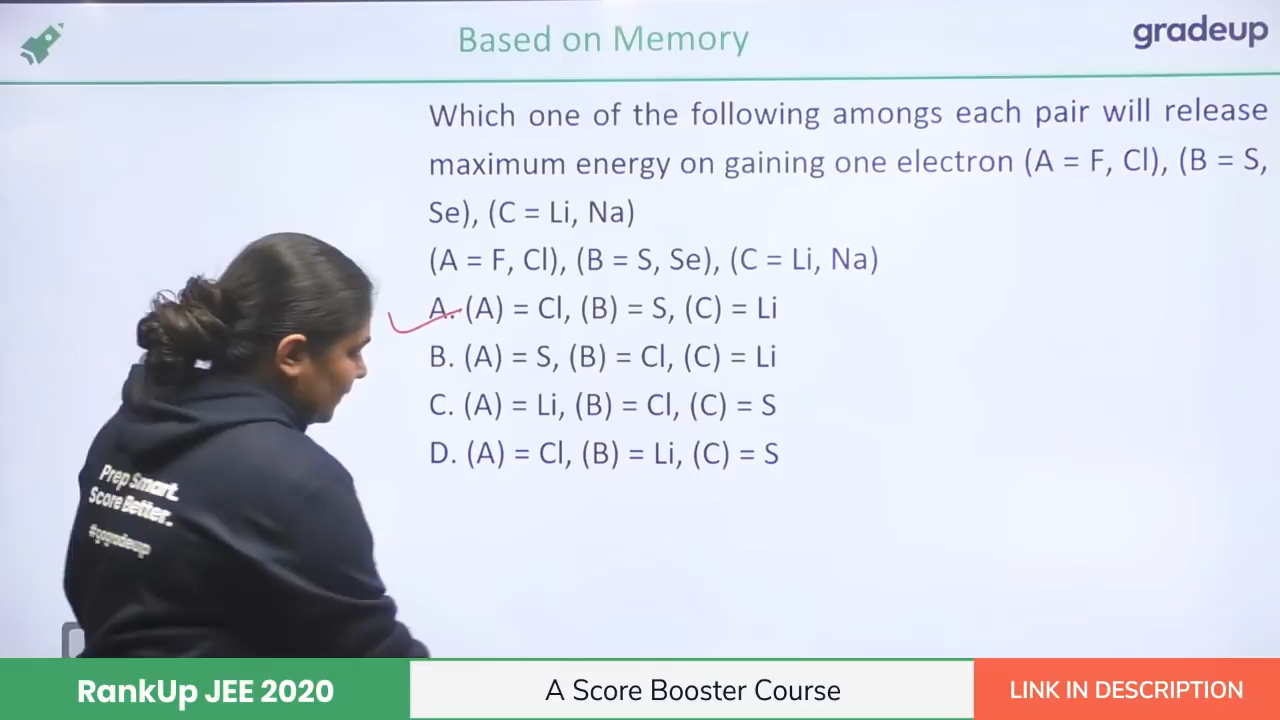 Based on Memory
gradeup
Which one of the following amongs each pair will release
maximum energy on gaining one electron (A = F, Cl), (B = S,
Se), (C = Li, Na)
(A = F, Cl), (B = S, Se), (C = Li, Na)
A. (A) = Cl, (B) = S, (C) = Li
B. (A) = S, (B) = Cl, (C) = Li
C. (A) = Li, (B) = Cl, (C) = S
D. (A) = Cl, (B) = Li, (C) = S
Prep Smart.
Score Better.
#gogradeup
RankUp JEE 2020
A Score Booster Course
LINK IN DESCRIPTION